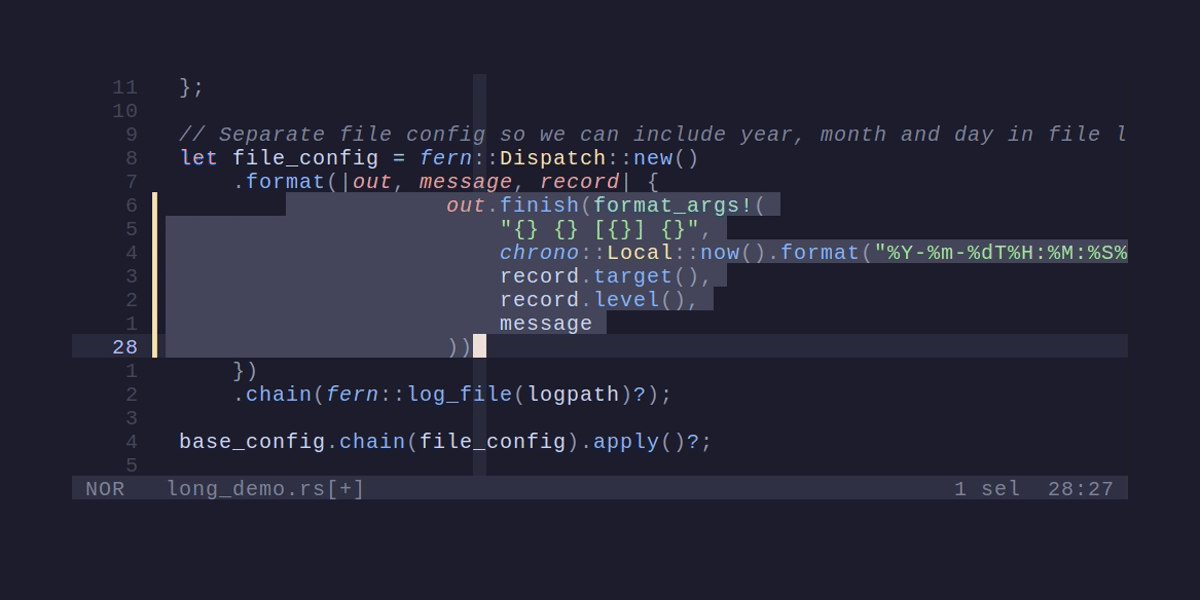 11 };
10
9 // Separate file config so we can include year, month and day in file l
8 let file_config = fern::Dispatch::new()
7     .format(|out, message, record| {
6                     out.finish(format_args!(
5                         "{} {} [{}] {}",
4                         chrono::Local::now().format("%Y-%m-%dT%H:%M:%S%
3                         record.target(),
2                         record.level(),
1                         message
28                     ))
1     })
2     .chain(fern::log_file(logpath)?);
3
4 base_config.chain(file_config).apply()?;
5
NOR   long_demo.rs[+] 1 sel  28:27